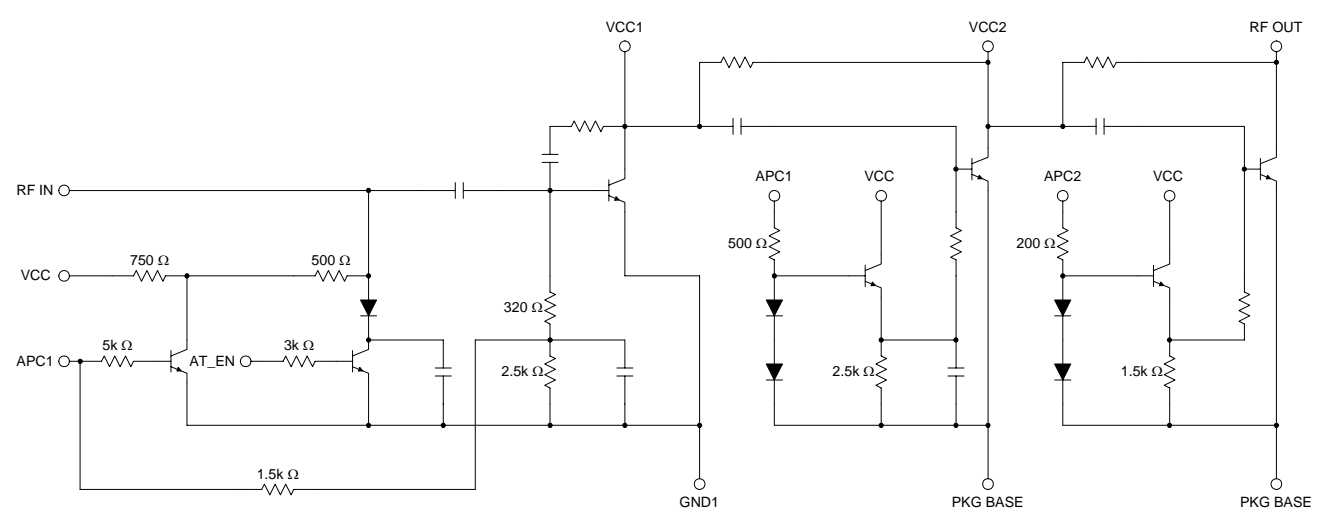 VCC1
VCC2
RF OUT
RF IN
APC1
VCC
APC2
VCC
500 Ω
200 Ω
750 Ω
500 Ω
VCC
320 Ω
5k Ω
3k Ω
APC1
AT_EN
2.5k Ω
2.5k Ω
1.5k Ω
1.5k Ω
GND1
PKG BASE
PKG BASE